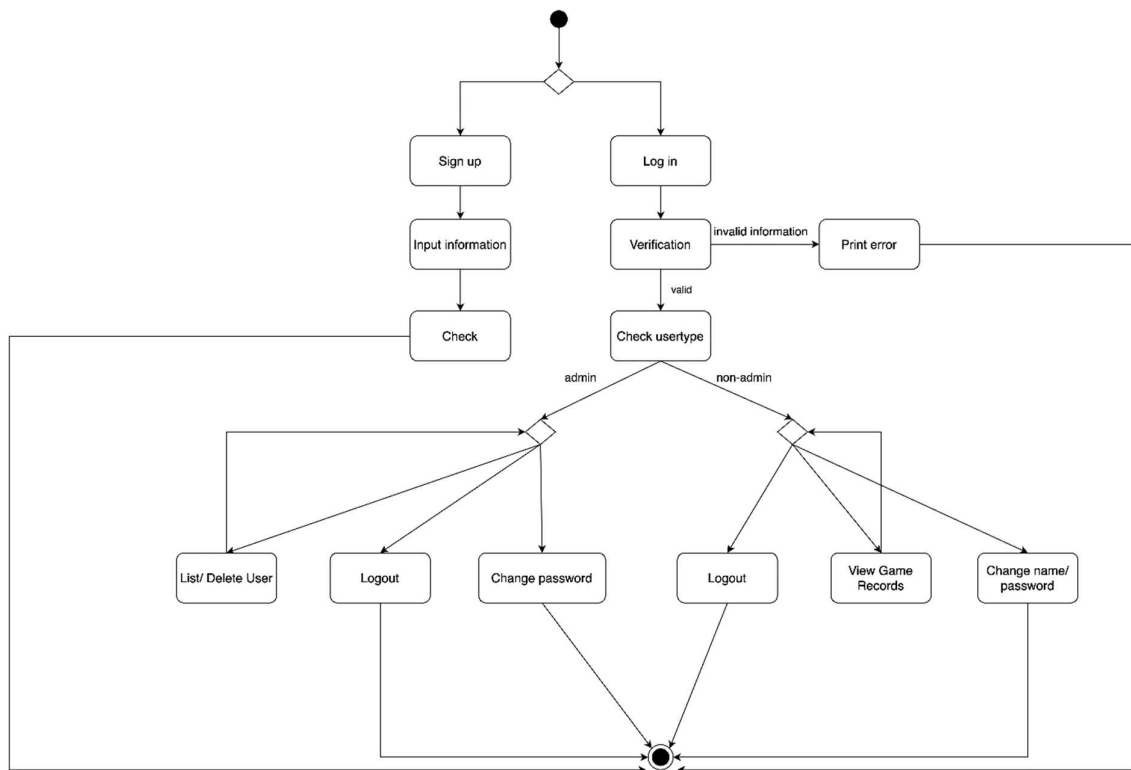 Sign up
Log in
Input information
Verification
invalid information
Print error
valid
Check
Check usertype
admin
non-admin
List/ Delete User
Logout
Change password
Logout
View Game
Records
Change name/
password